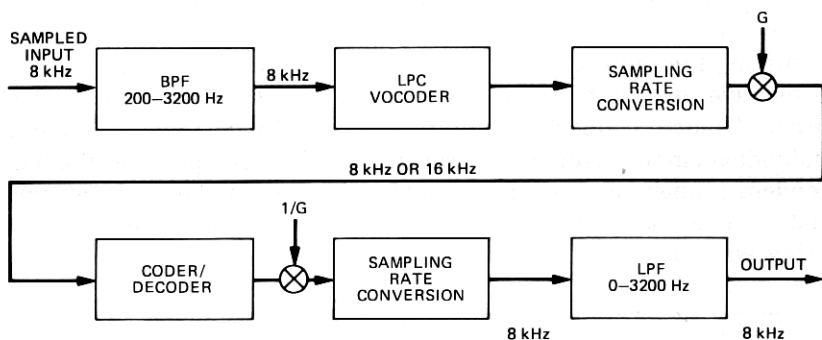 SAMPLED
INPUT
8 kHz
BPF
200–3200 Hz
8 kHz
LPC
VOCODER
SAMPLING
RATE
CONVERSION
G
8 kHz OR 16 kHz
CODER/
DECODER
1/G
SAMPLING
RATE
CONVERSION
8 kHz
LPF
0–3200 Hz
OUTPUT
8 kHz